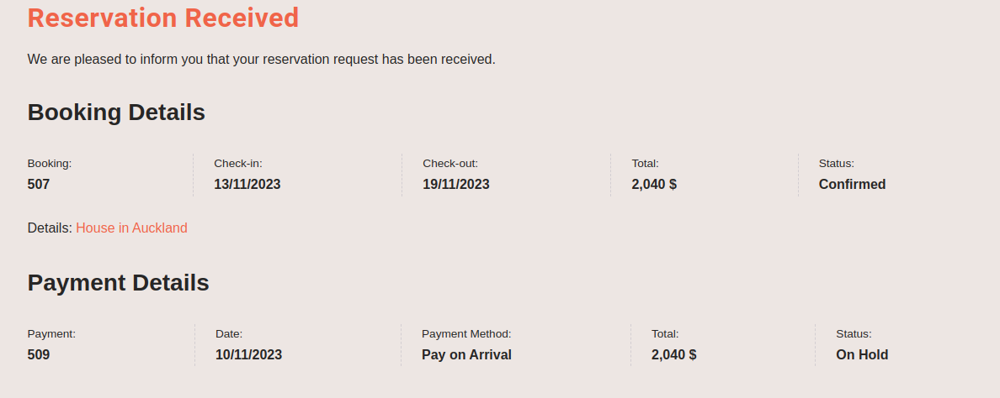 Reservation Received
We are pleased to inform you that your reservation request has been received.
Booking Details
Booking: Check-in: Check-out: Total: Status:
507 13/11/2023 19/11/2023 2,040 $ Confirmed
Details: House in Auckland
Payment Details
Payment: Date: Payment Method: Total: Status:
509 10/11/2023 Pay on Arrival 2,040 $ On Hold